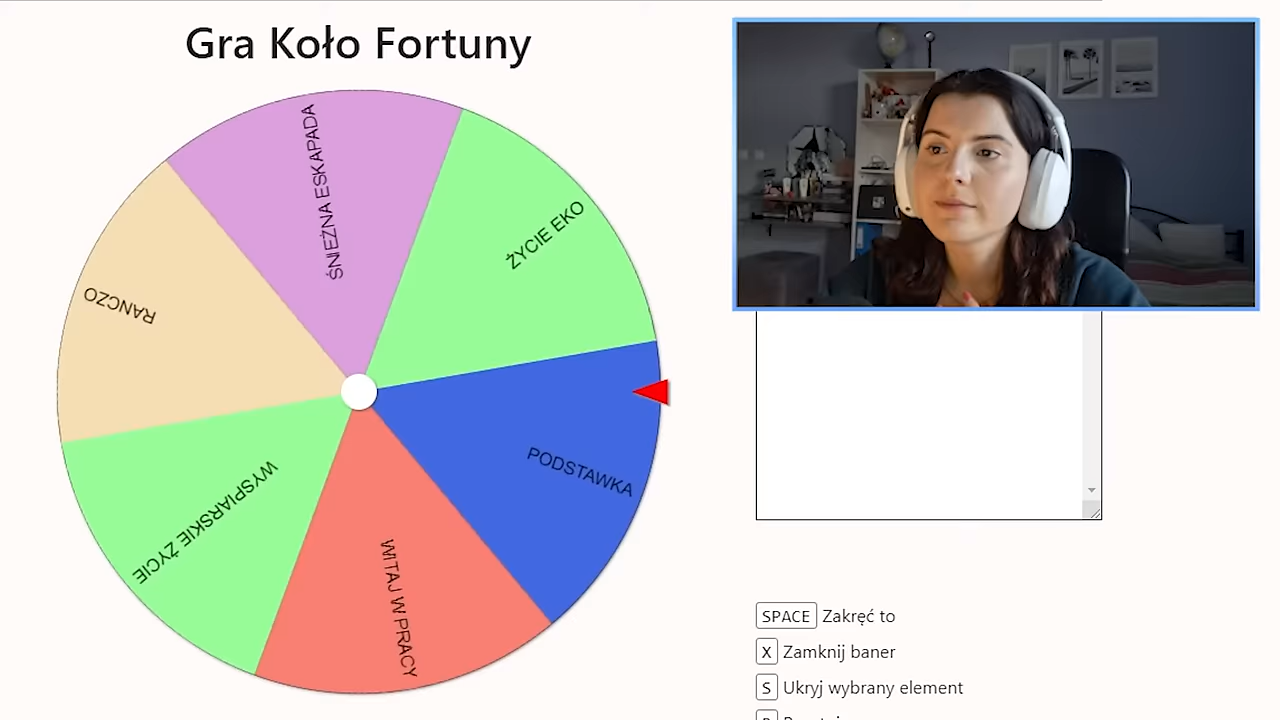 Gra Koło Fortuny
ŚNIEŻNA ESKAPADA
ŻYCIE EKO
RANCZO
PODSTAWKA
WYSPIARSKIE ŻYCIE
WITAJ W PRACY
SPACE Zakręć to
X Zamknij baner
S Ukryj wybrany element